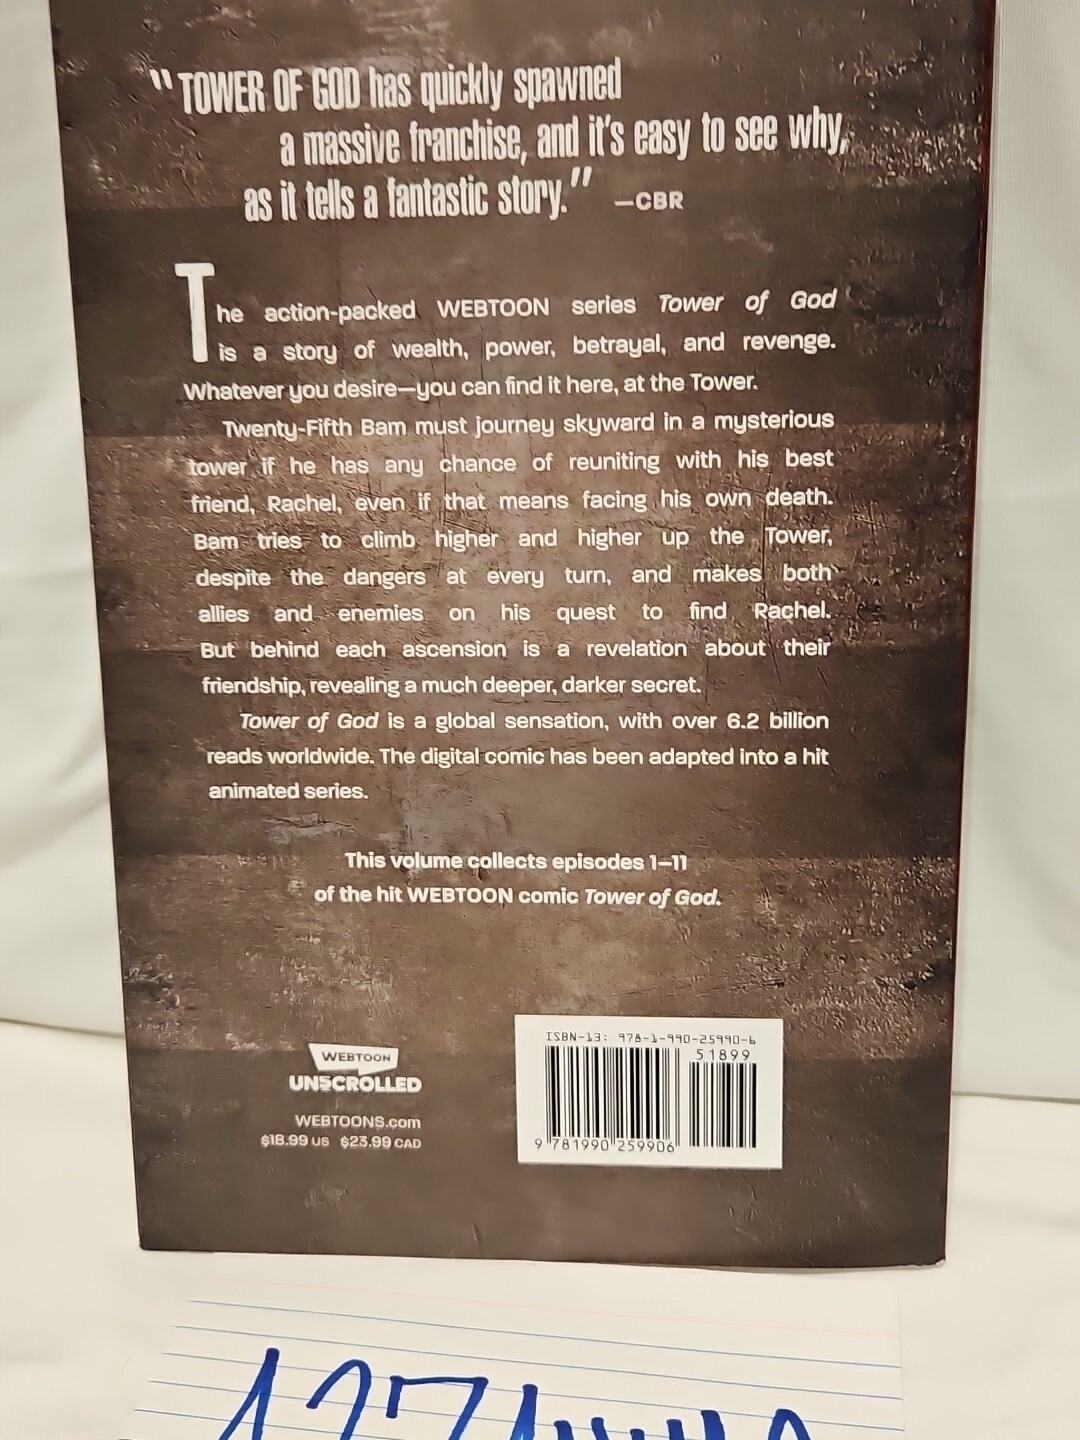 "TOWER OF GOD has quickly spawned
a massive franchise, and it's easy to see why,
as it tells a fantastic story." —CBR
The action-packed WEBTOON series Tower of God
is a story of wealth, power, betrayal, and revenge.
Whatever you desire—you can find it here, at the Tower.
Twenty-Fifth Bam must journey skyward in a mysterious
tower if he has any chance of reuniting with his best
friend, Rachel, even if that means facing his own death.
Bam tries to climb higher and higher up the Tower,
despite the dangers at every turn, and makes both
allies and enemies on his quest to find Rachel.
But behind each ascension is a revelation about their
friendship, revealing a much deeper, darker secret.
Tower of God is a global sensation, with over 6.2 billion
reads worldwide. The digital comic has been adapted into a hit
animated series.
This volume collects episodes 1–11
of the hit WEBTOON comic Tower of God.
WEBTOON
UNSCROLLED
WEBTOONS.com
$18.99 US $23.99 CAD
ISBN-13: 978-1-990-25990-6
51899
9 781990 259906